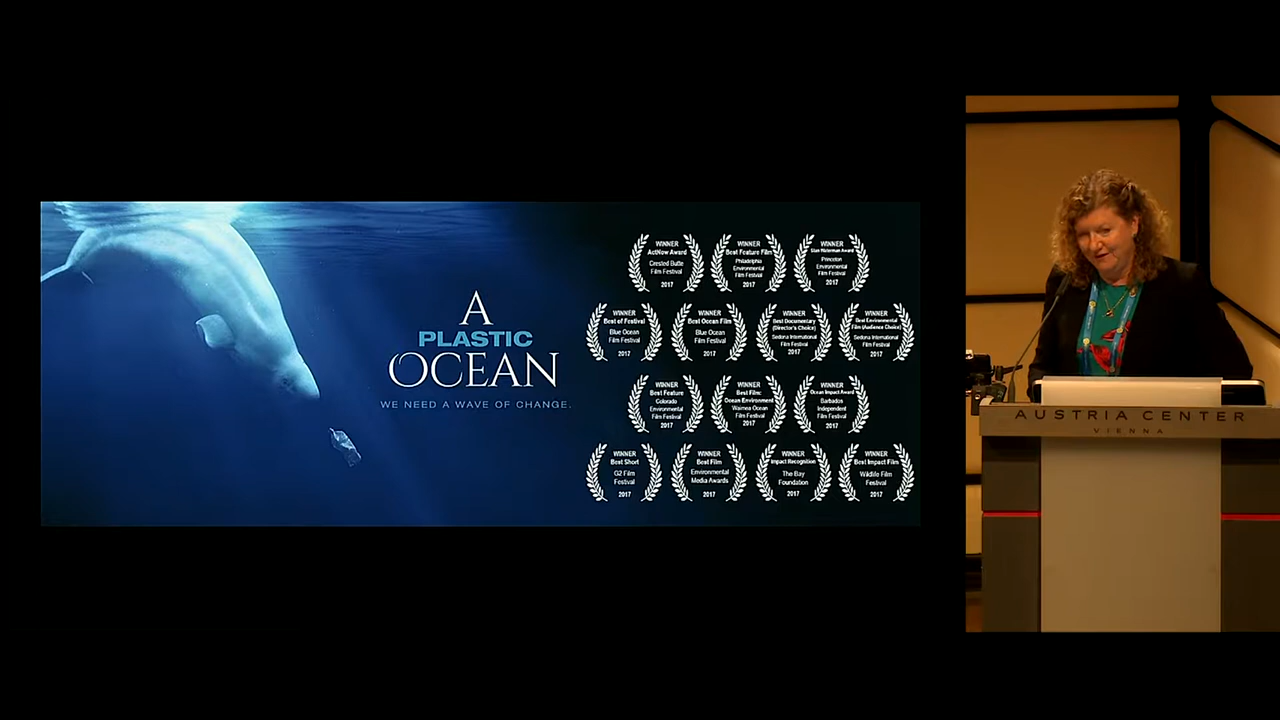 A
PLASTIC
OCEAN
WE NEED A WAVE OF CHANGE.
WINNER
ActNow Award
Crested Butte
Film Festival
2017
WINNER
Best Feature Film
Philadelphia
Environmental
Film Festival
2017
WINNER
Stan Waterman Award
Princeton
Environmental
Film Festival
2017
WINNER
Best of Festival
Blue Ocean
Film Festival
2017
WINNER
Best Ocean Film
Blue Ocean
Film Festival
2017
WINNER
Best Documentary
(Director's Choice)
Sedona International
Film Festival
2017
WINNER
Best Environmental
Film (Audience Choice)
Sedona International
Film Festival
2017
WINNER
Best Feature
Colorado
Environmental
Film Festival
2017
WINNER
Best Film:
Ocean Environment
Waimea Ocean
Film Festival
2017
WINNER
Ocean Impact Award
Barbados
Independent
Film Festival
2017
WINNER
Best Short
G2 Film
Festival
2017
WINNER
Best Film
Environmental
Media Awards
2017
WINNER
Impact Recognition
The Bay
Foundation
2017
WINNER
Best Impact Film
Wildlife Film
Festival
2017
AUSTRIA CENTER
VIENNA